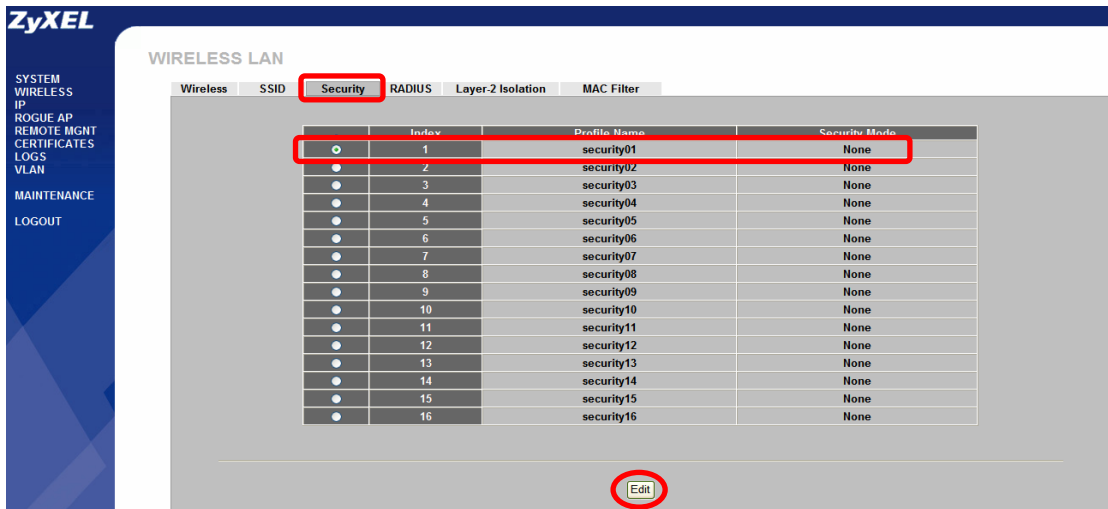 ZyXEL
WIRELESS LAN
SYSTEM
WIRELESS
IP
ROGUE AP
REMOTE MGNT
CERTIFICATES
LOGS
VLAN
MAINTENANCE
LOGOUT
Wireless SSID Security RADIUS Layer-2 Isolation MAC Filter
Index Profile Name Security Mode
1 security01 None
2 security02 None
3 security03 None
4 security04 None
5 security05 None
6 security06 None
7 security07 None
8 security08 None
9 security09 None
10 security10 None
11 security11 None
12 security12 None
13 security13 None
14 security14 None
15 security15 None
16 security16 None
Edit